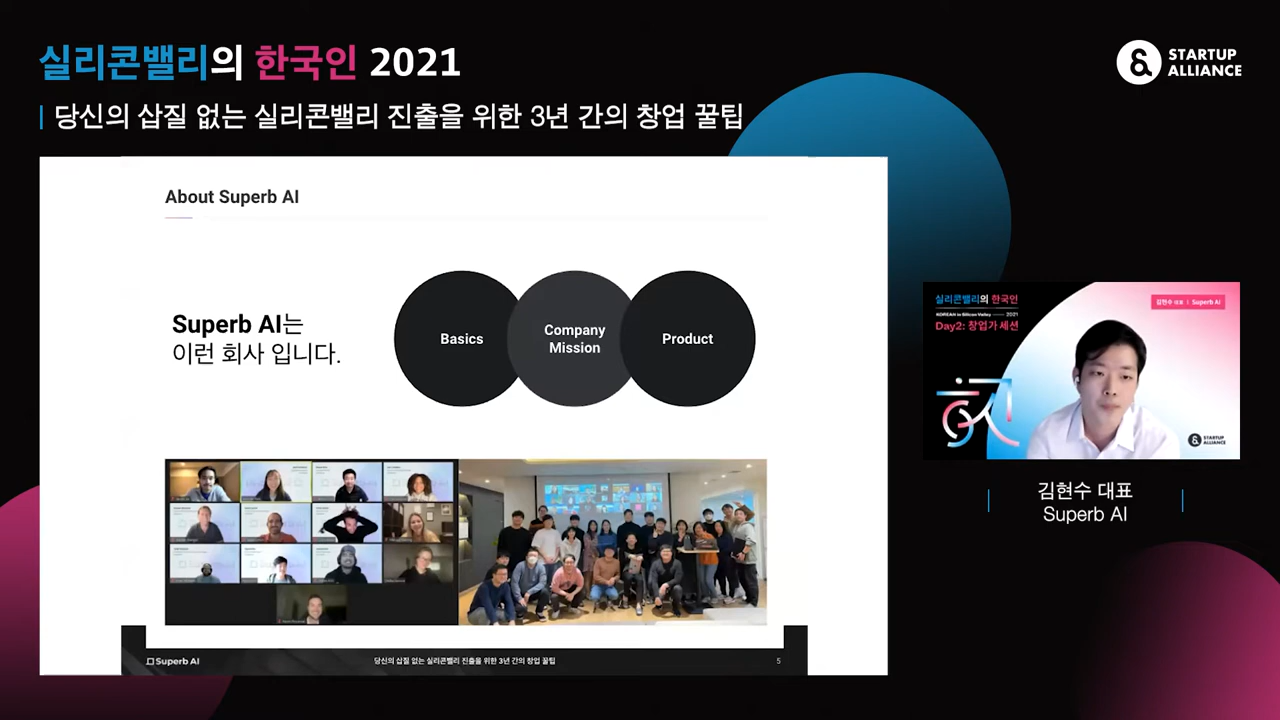 실리콘밸리의 한국인 2021
당신의 삽질 없는 실리콘밸리 진출을 위한 3년 간의 창업 꿀팁
STARTUP
ALLIANCE
About Superb AI
Superb AI는
이런 회사 입니다.
Basics
Company
Mission
Product
Superb AI
당신의 삽질 없는 실리콘밸리 진출을 위한 3년 간의 창업 꿀팁
5
실리콘밸리의 한국인
KOREAN in Silicon Valley 2021
Day2: 창업가 세션
김현수 대표 | Superb AI
STARTUP
ALLIANCE
김현수 대표
Superb AI